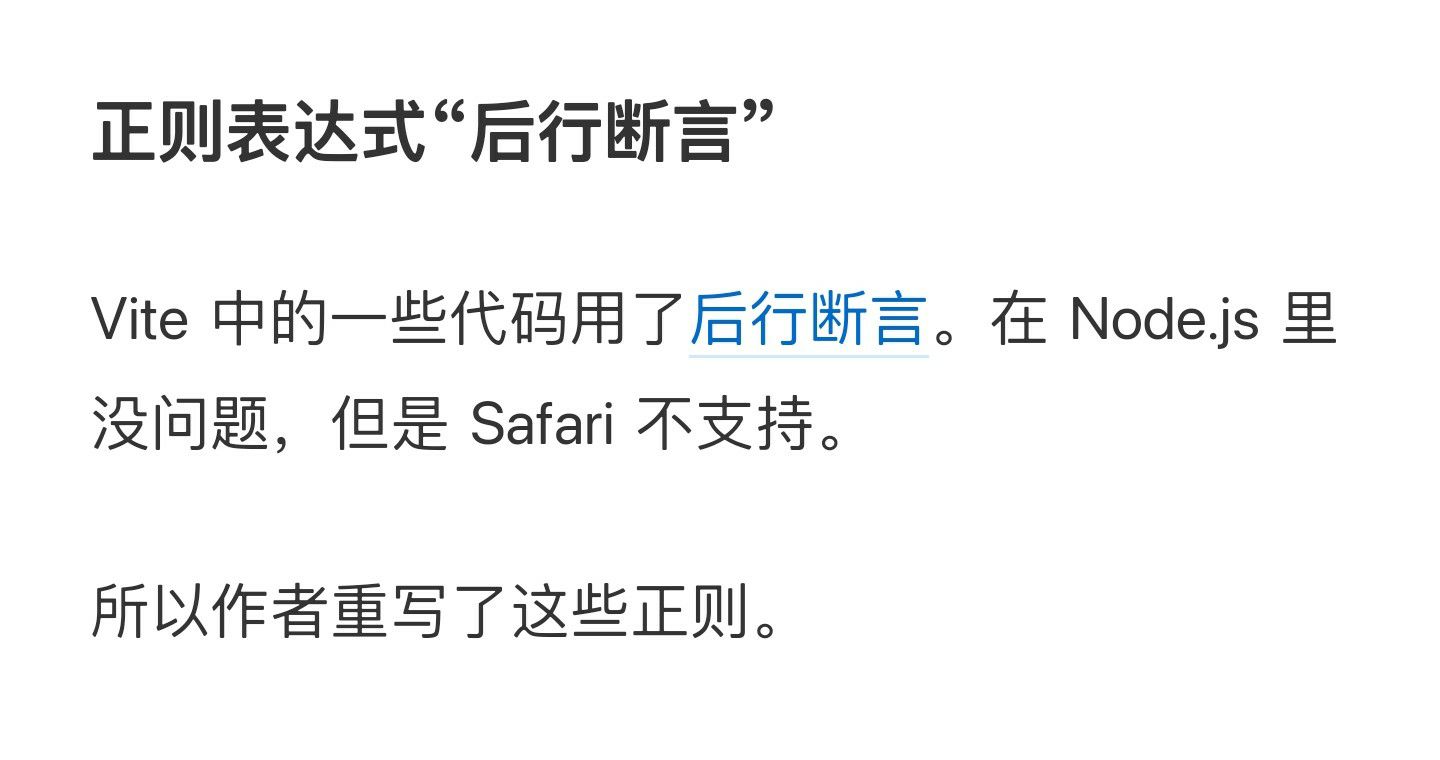 正则表达式“后行断言”
Vite 中的一些代码用了后行断言。在 Node.js 里
没问题，但是 Safari 不支持。
所以作者重写了这些正则。